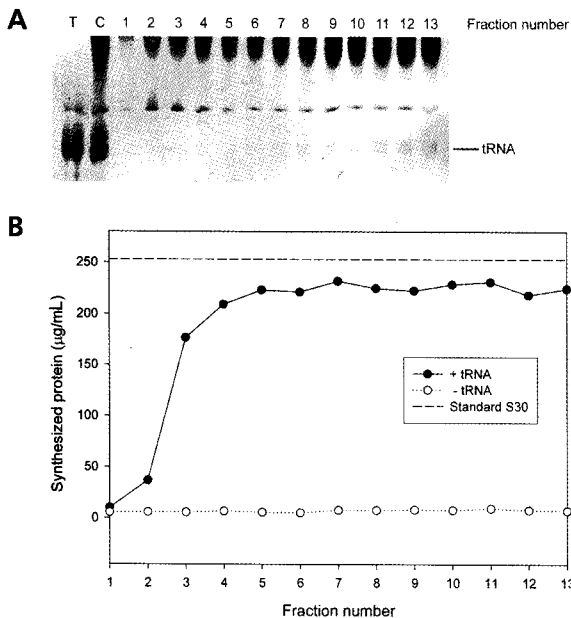 A
T C 1 2 3 4 5 6 7 8 9 10 11 12 13 Fraction number
tRNA
B
Synthesized protein (µg/mL)
250
200
150
100
50
0
+ tRNA
- tRNA
Standard S30
1 2 3 4 5 6 7 8 9 10 11 12 13
Fraction number